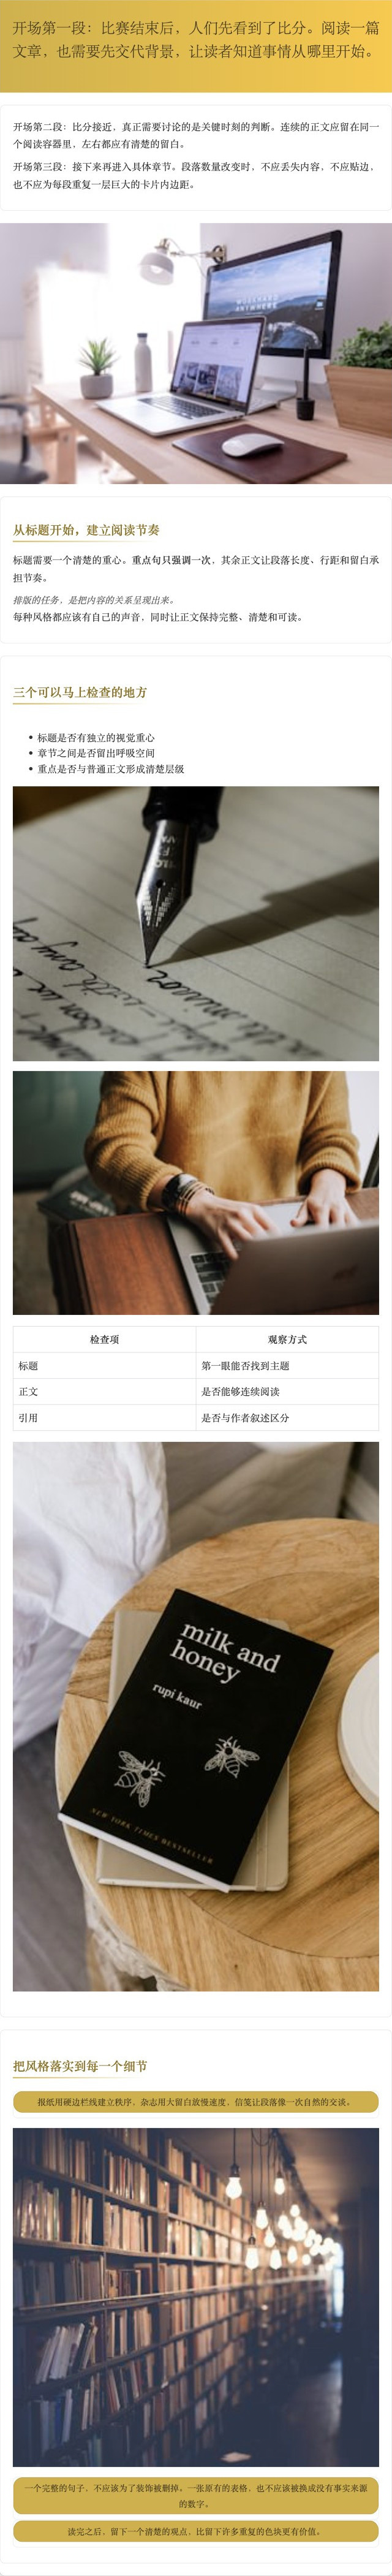 开场第一段：比赛结束后，人们先看到了比分。阅读一篇
文章，也需要先交代背景，让读者知道事情从哪里开始。
开场第二段：比分接近，真正需要讨论的是关键时刻的判断。连续的正文应留在同一
个阅读容器里，左右都应有清楚的留白。
开场第三段：接下来再进入具体章节。段落数量改变时，不应丢失内容，不应贴边，
也不应为每段重复一层巨大的卡片内边距。
从标题开始，建立阅读节奏
标题需要一个清楚的重心。重点句只强调一次，其余正文让段落长度、行距和留白承
担节奏。
排版的任务，是把内容的关系呈现出来。
每种风格都应该有自己的声音，同时让正文保持完整、清楚和可读。
三个可以马上检查的地方
• 标题是否有独立的视觉重心
• 章节之间是否留出呼吸空间
• 重点是否与普通正文形成清楚层级
检查项 观察方式
标题 第一眼能否找到主题
正文 是否能够连续阅读
引用 是否与作者叙述区分
milk and
honey
rupi kaur
NEW YORK TIMES BESTSELLER
把风格落实到每一个细节
报纸用硬边栏线建立秩序，杂志用大留白放慢速度，信笺让段落像一次自然的交谈。
一个完整的句子，不应该为了装饰被删掉。一张原有的表格，也不应该被换成没有事实来源
的数字。
读完之后，留下一个清楚的观点，比留下许多重复的色块更有价值。